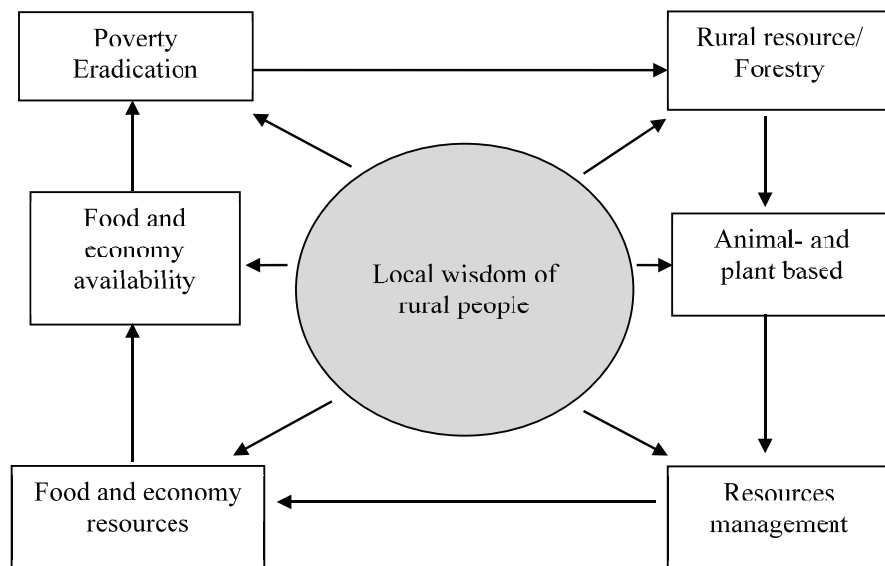 Poverty
Eradication
Rural resource/
Forestry
Food and
economy
availability
Local wisdom of
rural people
Animal- and
plant based
Food and economy
resources
Resources
management